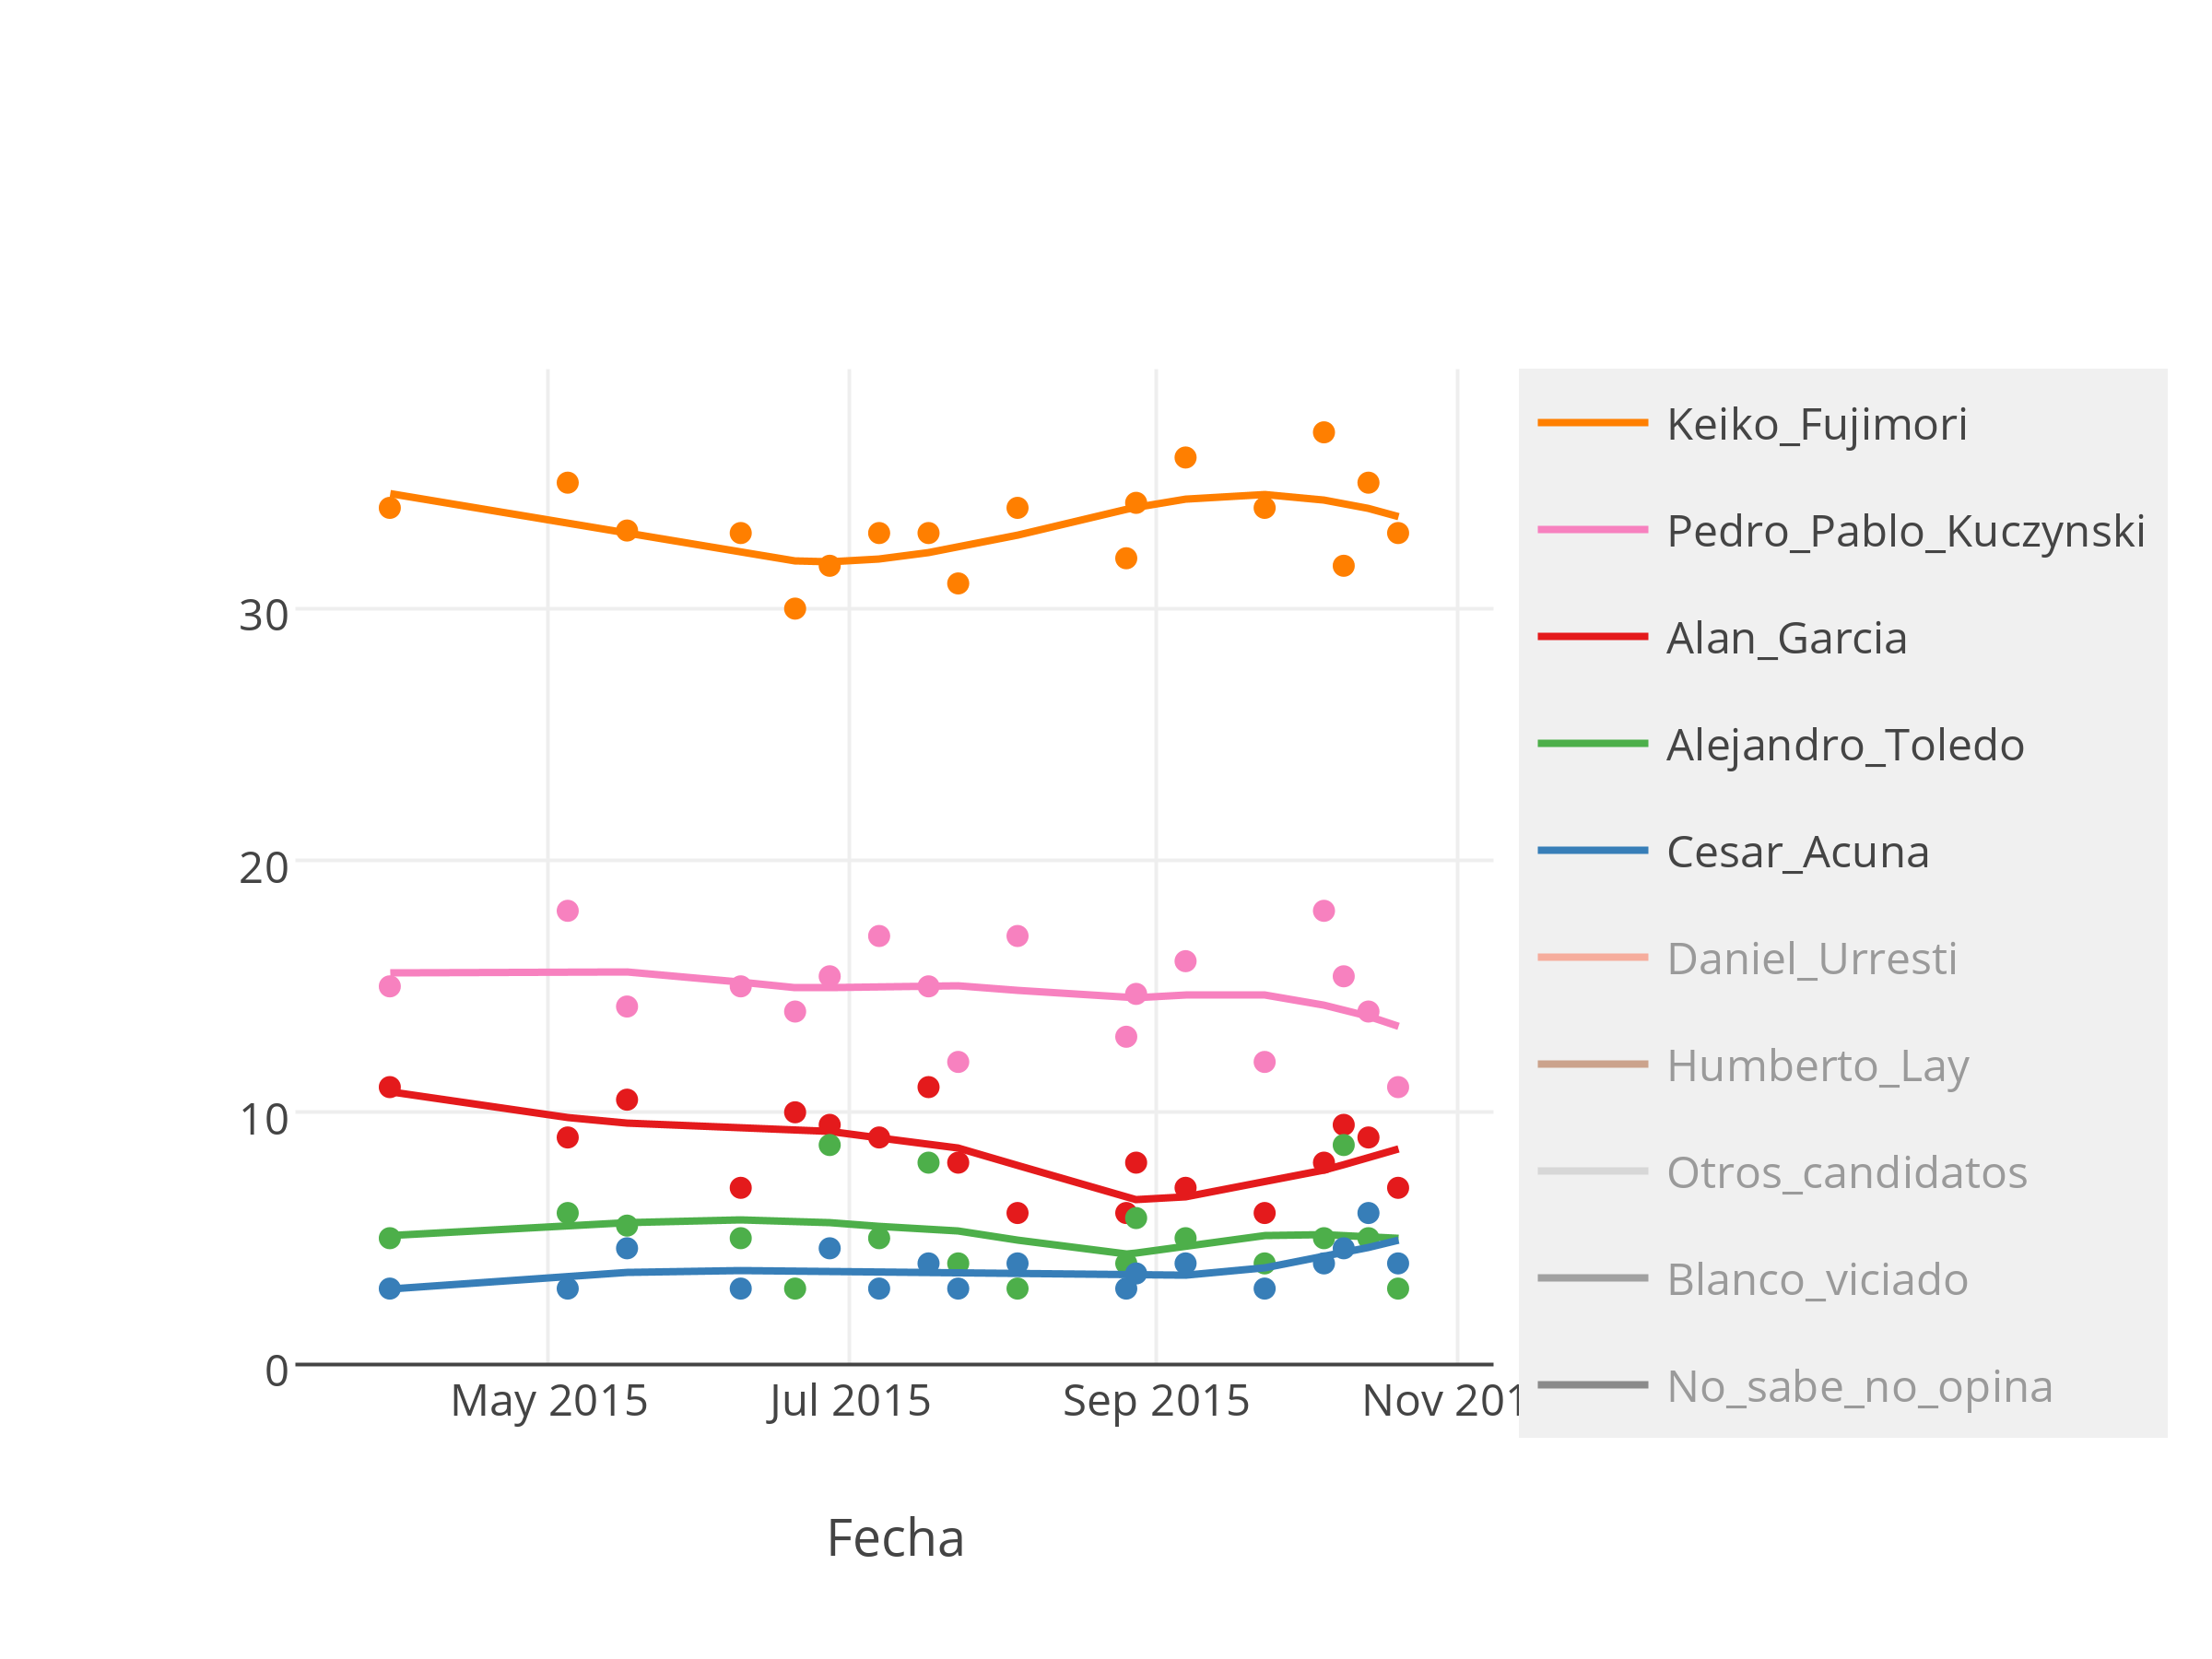 30
20
10
0
May 2015
Jul 2015
Sep 2015
Nov 201
Fecha
Keiko_Fujimori
Pedro_Pablo_Kuczynski
Alan_Garcia
Alejandro_Toledo
Cesar_Acuna
Daniel_Urresti
Humberto_Lay
Otros_candidatos
Blanco_viciado
No_sabe_no_opina